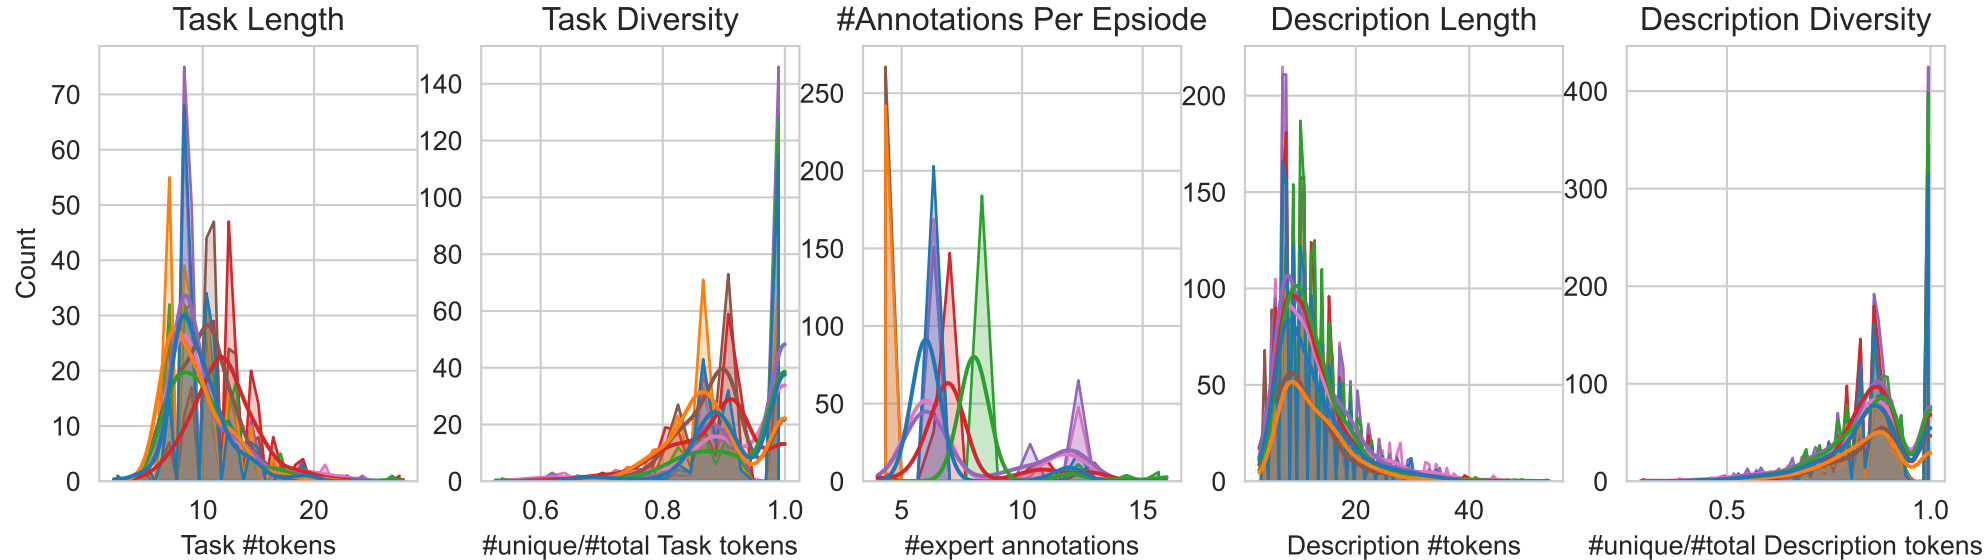 Task Length
Task Diversity
#Annotations Per Epsiode
Description Length
Description Diversity
Count
70
60
50
40
30
20
10
0
10 20
Task #tokens
140
120
100
80
60
40
20
0
0.6 0.8 1.0
#unique/#total Task tokens
250
200
150
100
50
0
5 10 15
#expert annotations
200
150
100
50
0
20 40
Description #tokens
400
300
200
100
0
0.5 1.0
#unique/#total Description tokens